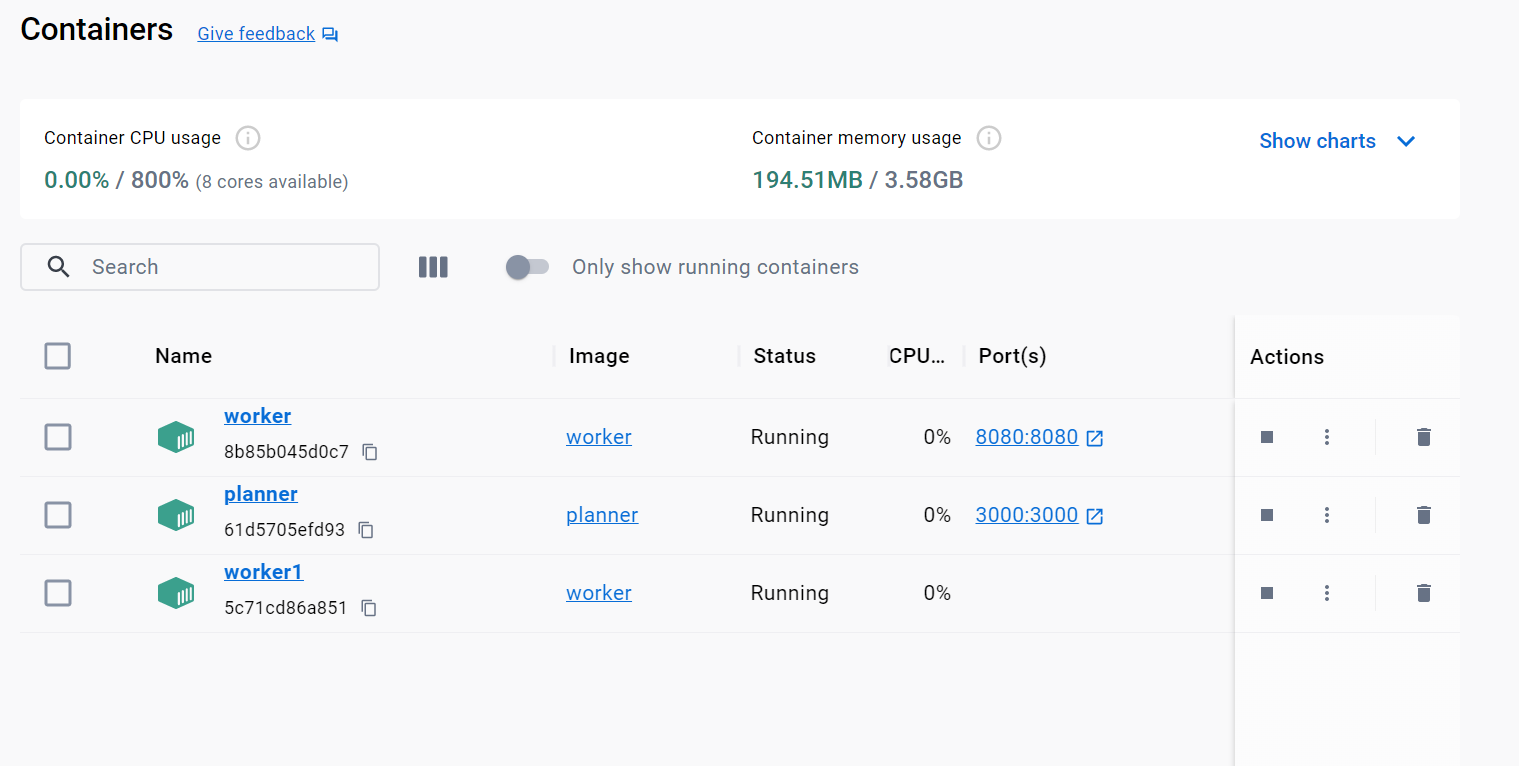 Containers Give feedback
Container CPU usage
0.00% / 800% (8 cores available)
Container memory usage
194.51MB / 3.58GB
Show charts
Search
Only show running containers
Name Image Status CPU... Port(s) Actions
worker
8b85b045d0c7
worker Running 0% 8080:8080
planner
61d5705efd93
planner Running 0% 3000:3000
worker1
5c71cd86a851
worker Running 0%